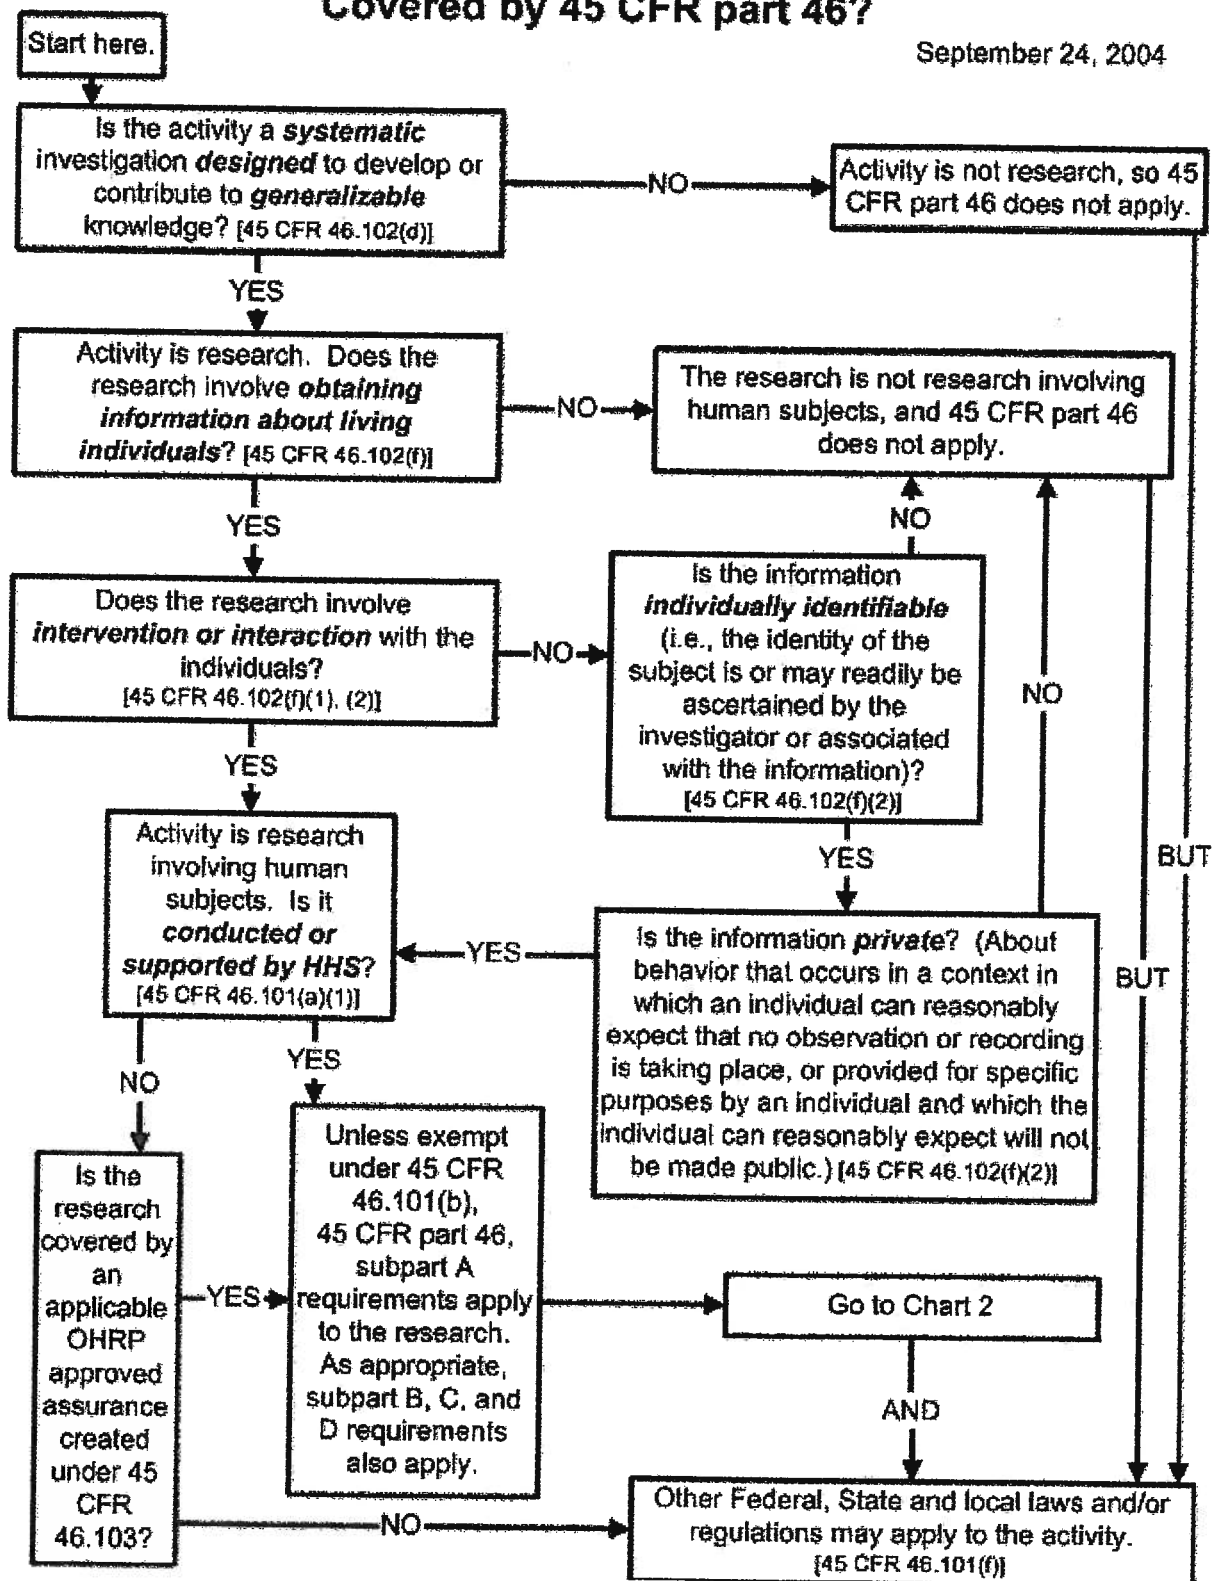 Covered by 45 CFR part 46?
September 24, 2004
Start here.
Is the activity a systematic
investigation designed to develop or
contribute to generalizable
knowledge? [45 CFR 46.102(d)]
NO
Activity is not research, so 45
CFR part 46 does not apply.
YES
Activity is research. Does the
research involve obtaining
information about living
individuals? [45 CFR 46.102(f)]
NO
The research is not research involving
human subjects, and 45 CFR part 46
does not apply.
YES
NO
Does the research involve
intervention or interaction with the
individuals?
[45 CFR 46.102(f)(1), (2)]
NO
Is the information
individually identifiable
(i.e., the identity of the
subject is or may readily be
ascertained by the
investigator or associated
with the information)?
[45 CFR 46.102(f)(2)]
NO
YES
YES
BUT
Activity is research
involving human
subjects. Is it
conducted or
supported by HHS?
[45 CFR 46.101(a)(1)]
YES
Is the information private? (About
behavior that occurs in a context in
which an individual can reasonably
expect that no observation or recording
is taking place, or provided for specific
purposes by an individual and which the
individual can reasonably expect will not
be made public.) [45 CFR 46.102(f)(2)]
BUT
NO
YES
Is the
research
covered by
an
applicable
OHRP
approved
assurance
created
under 45
CFR
46.103?
YES
Unless exempt
under 45 CFR
46.101(b),
45 CFR part 46,
subpart A
requirements apply
to the research.
As appropriate,
subpart B, C, and
D requirements
also apply.
Go to Chart 2
AND
NO
Other Federal, State and local laws and/or
regulations may apply to the activity.
[45 CFR 46.101(f)]